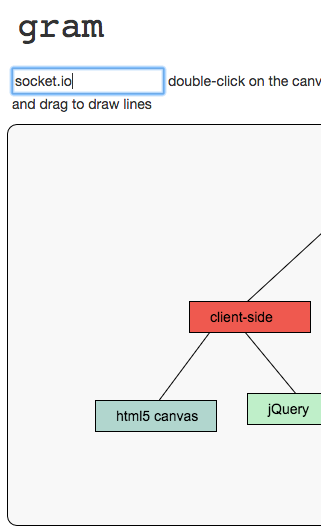 gram
socket.io double-click on the canv
and drag to draw lines
client-side
html5 canvas
jQuery